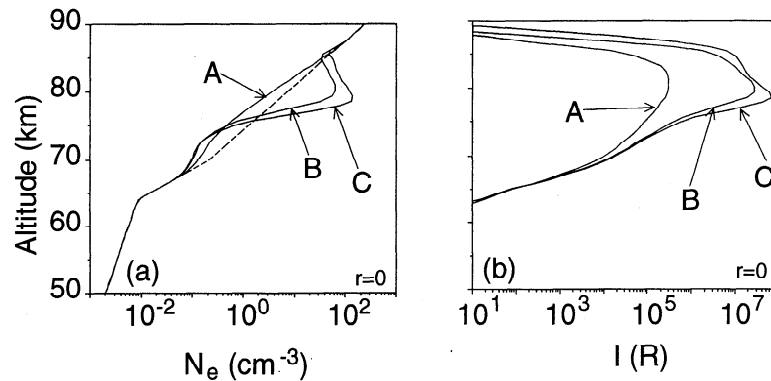 90
80
70
60
50
Altitude (km)
A
B
C
(a)
r=0
10^-2
10^0
10^2
N_e (cm^-3)
A
B
C
(b)
r=0
10^1
10^3
10^5
10^7
I (R)